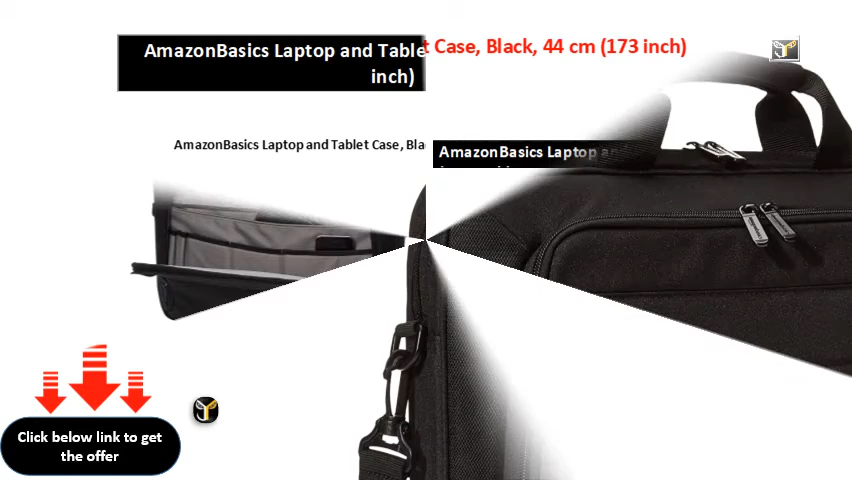 AmazonBasics Laptop and Table
t Case, Black, 44 cm (173 inch)
inch)
AmazonBasics Laptop and Tablet Case, Bla
AmazonBasics Laptop
Click below link to get
the offer